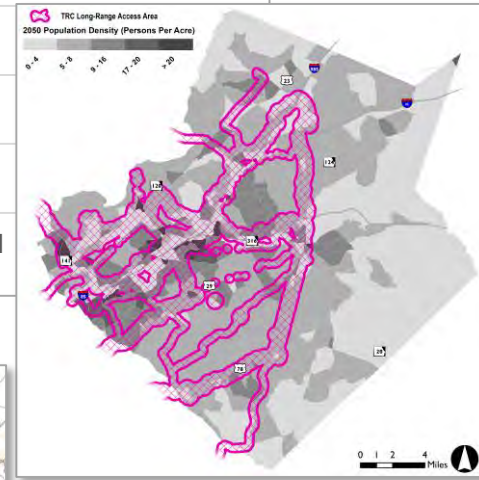 TRC Long-Range Access Area
2050 Population Density (Persons Per Acre)
0 - 4
5 - 8
9 - 16
17 - 20
> 20
23
124
120
316
141
29
78
20
0 1 2 4
Miles